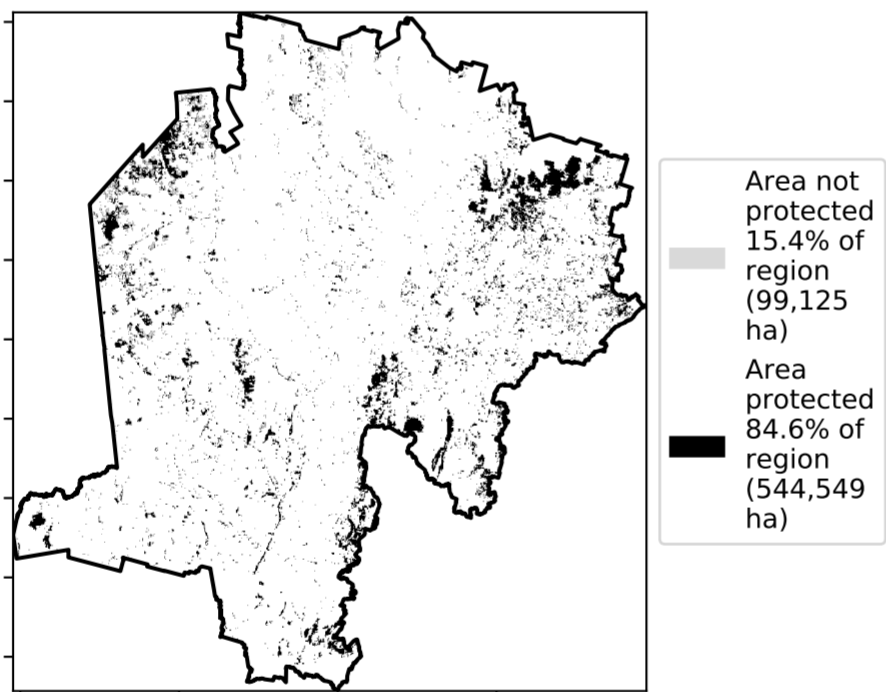 Area not
protected
15.4% of
region
(99,125
ha)
Area
protected
84.6% of
region
(544,549
ha)